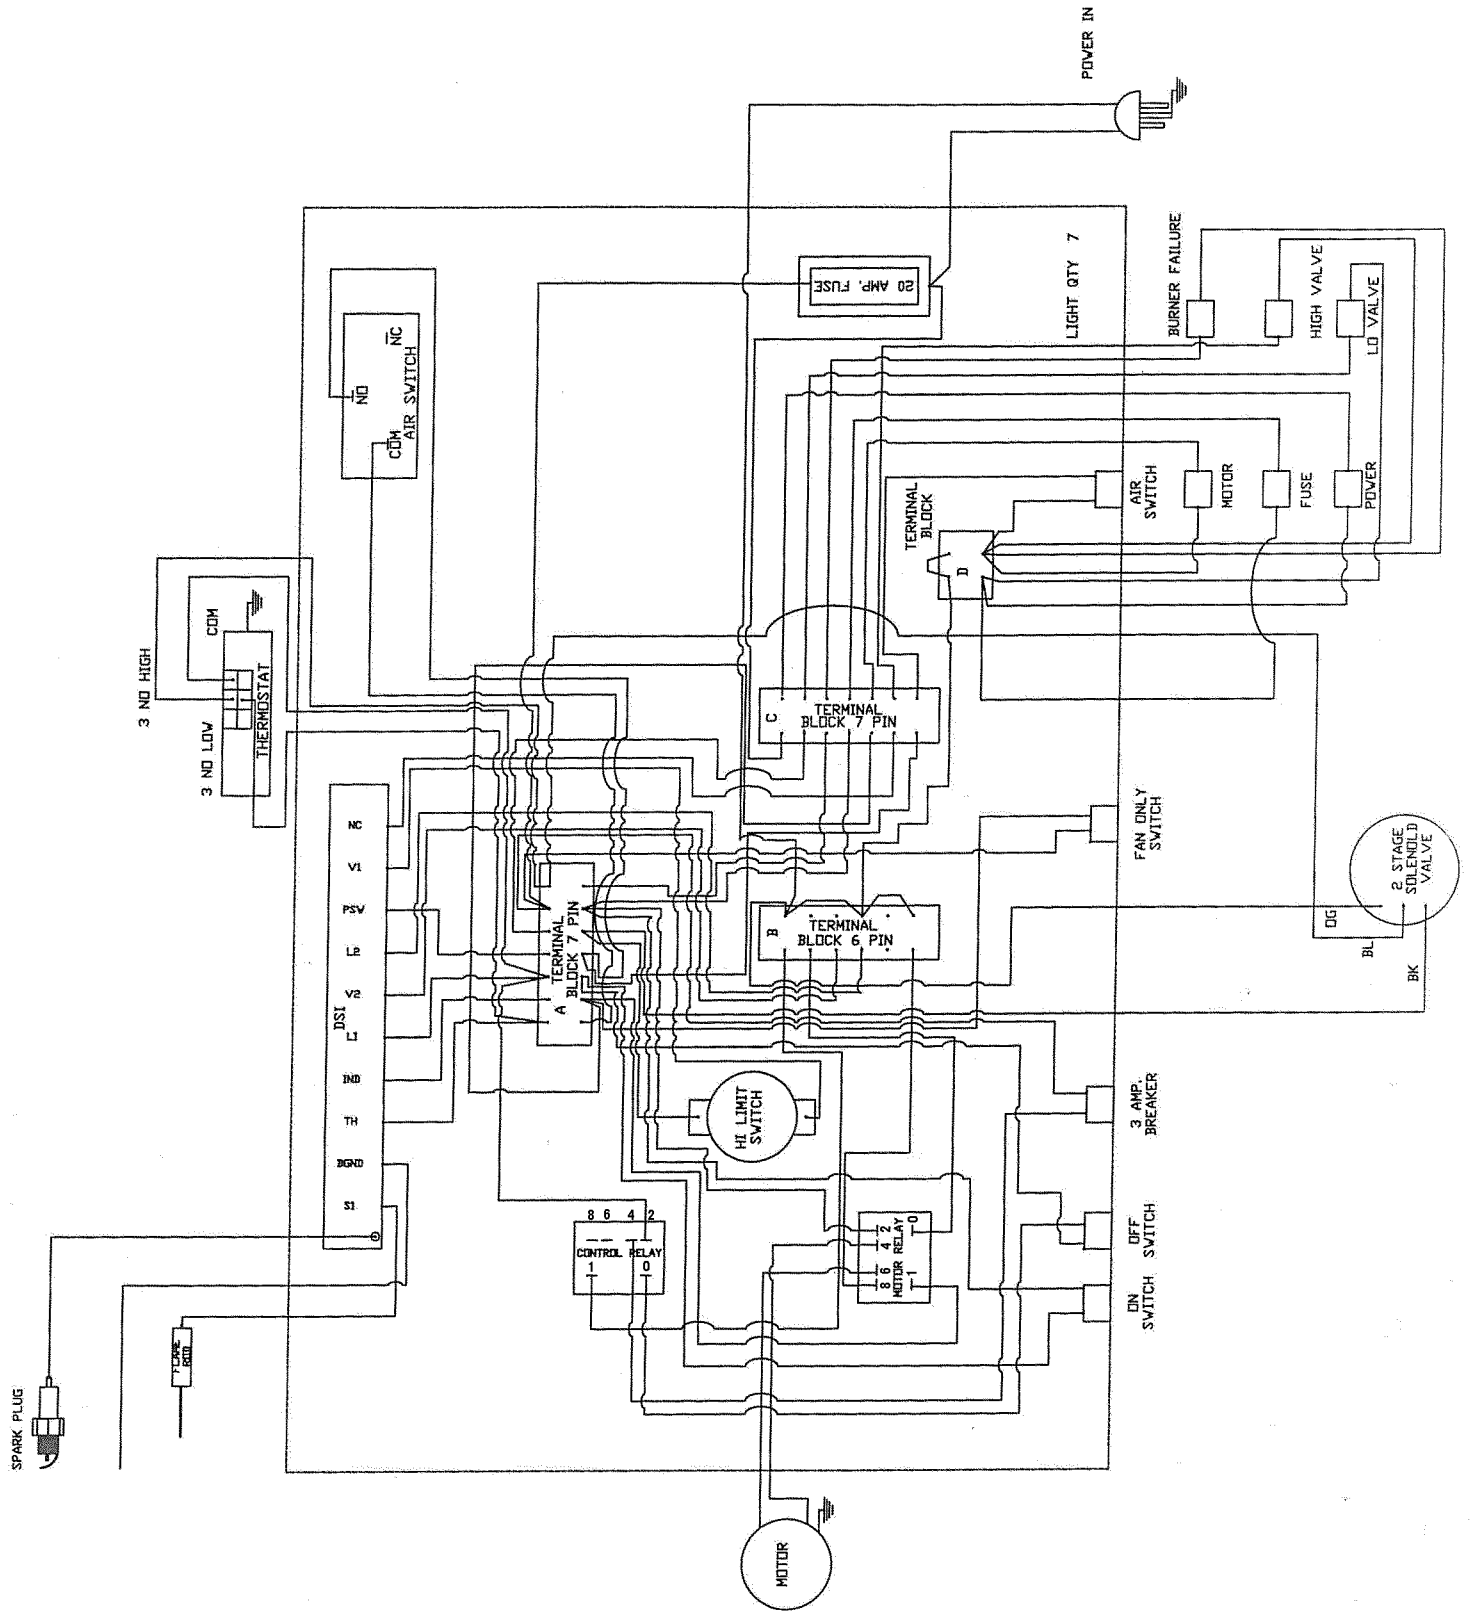 POWER IN
LIGHT QTY 7
BURNER FAILURE
HIGH VALVE
LO VALVE
20 AMP. FUSE
NO
NC
COM
AIR SWITCH
AIR
SWITCH
MOTOR
FUSE
POWER
TERMINAL
BLOCK
D
3 NO HIGH
COM
3 NO LOW
THERMOSTAT
C
TERMINAL
BLOCK 7 PIN
FAN ONLY
SWITCH
2 STAGE
SOLENOLD
VALVE
OG
BL
BK
B
TERMINAL
BLOCK 6 PIN
A
TERMINAL
BLOCK 7 PIN
DSI
NC
V1
PSW
L2
V2
L1
IND
TH
BGND
S1
HI LIMIT
SWITCH
3 AMP.
BREAKER
8 6 4 2
CONTROL RELAY
1 0
2
4
6
8
MOTOR RELAY
0
1
OFF
SWITCH
ON
SWITCH
SPARK PLUG
FLAME
ROD
MOTOR